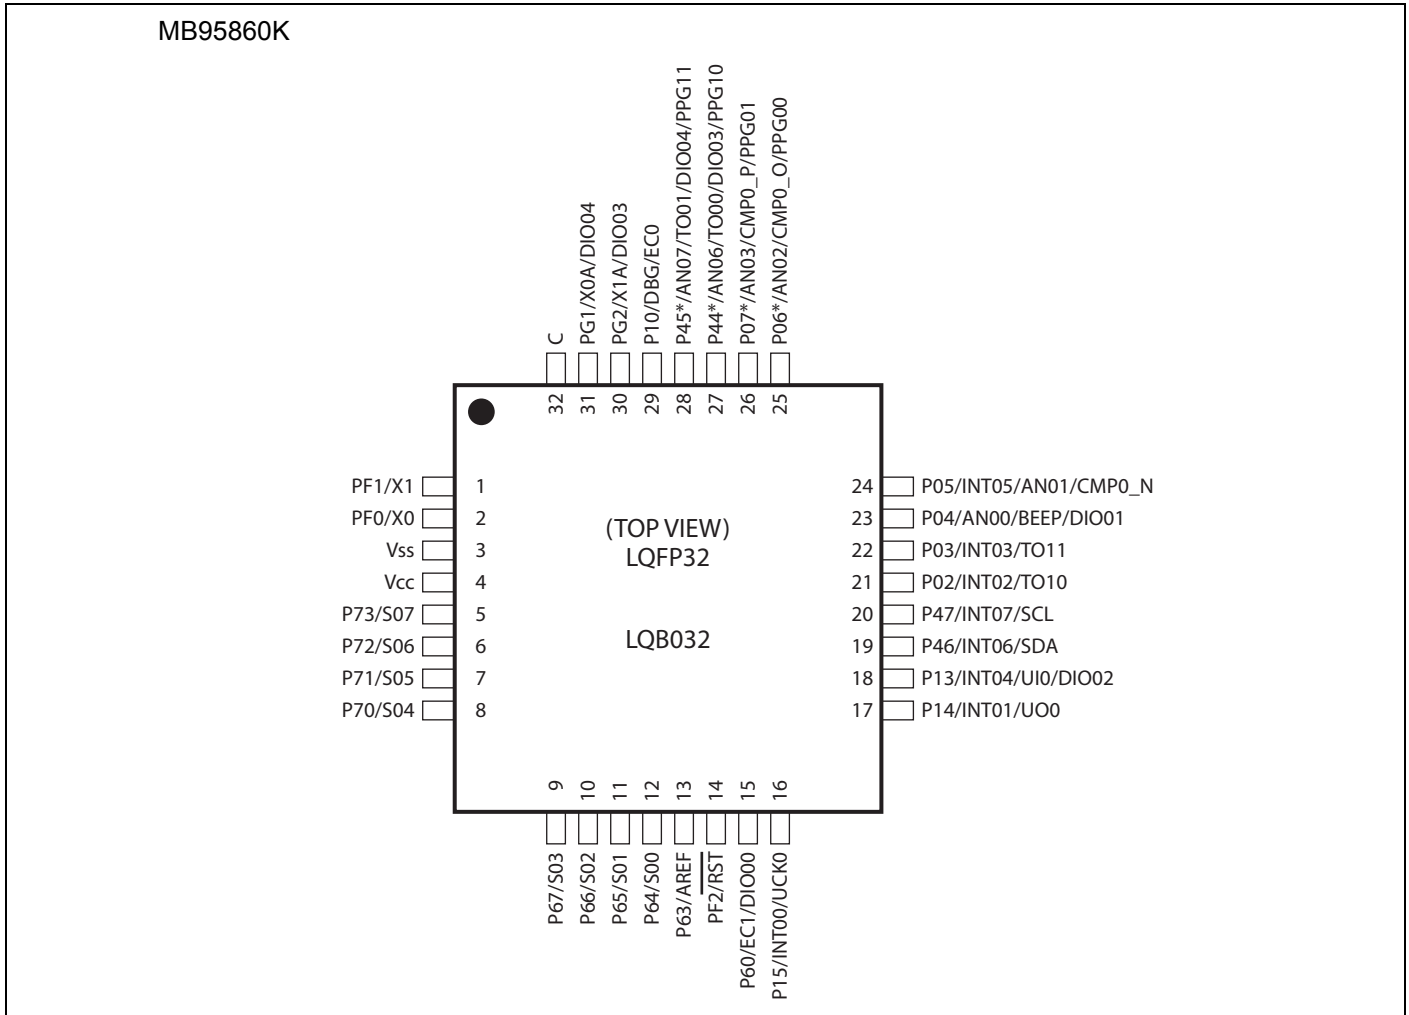 MB95860K
C
PG1/X0A/DIO04
PG2/X1A/DIO03
P10/DBG/EC0
P45*/AN07/TO01/DIO04/PPG11
P44*/AN06/TO00/DIO03/PPG10
P07*/AN03/CMP0_P/PPG01
P06*/AN02/CMP0_O/PPG00
32
31
30
29
28
27
26
25
PF1/X1 1
PF0/X0 2
Vss 3
Vcc 4
P73/S07 5
P72/S06 6
P71/S05 7
P70/S04 8
(TOP VIEW)
LQFP32
LQB032
24 P05/INT05/AN01/CMP0_N
23 P04/AN00/BEEP/DIO01
22 P03/INT03/TO11
21 P02/INT02/TO10
20 P47/INT07/SCL
19 P46/INT06/SDA
18 P13/INT04/UI0/DIO02
17 P14/INT01/UO0
9
10
11
12
13
14
15
16
P67/S03
P66/S02
P65/S01
P64/S00
P63/AREF
PF2/RST
P60/EC1/DIO00
P15/INT00/UCK0